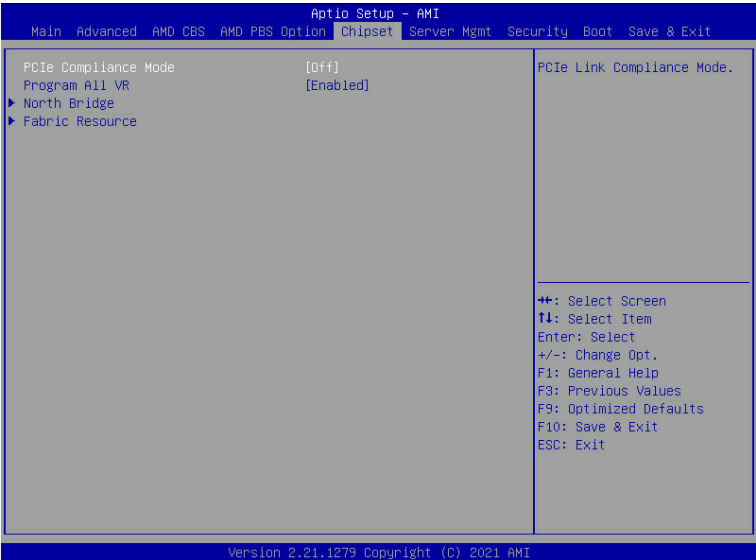 Aptio Setup – AMI
Main Advanced AMD CBS AMD PBS Option Chipset Server Mgmt Security Boot Save & Exit
PCIe Compliance Mode [Off]
Program All VR [Enabled]
North Bridge
Fabric Resource
PCIe Link Compliance Mode.
→←: Select Screen
↑↓: Select Item
Enter: Select
+/-: Change Opt.
F1: General Help
F3: Previous Values
F9: Optimized Defaults
F10: Save & Exit
ESC: Exit
Version 2.21.1279 Copyright (C) 2021 AMI